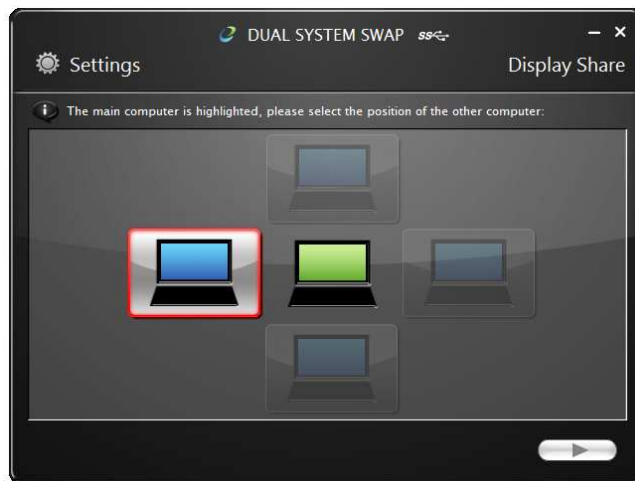 DUAL SYSTEM SWAP SS
Settings
Display Share
The main computer is highlighted, please select the position of the other computer: